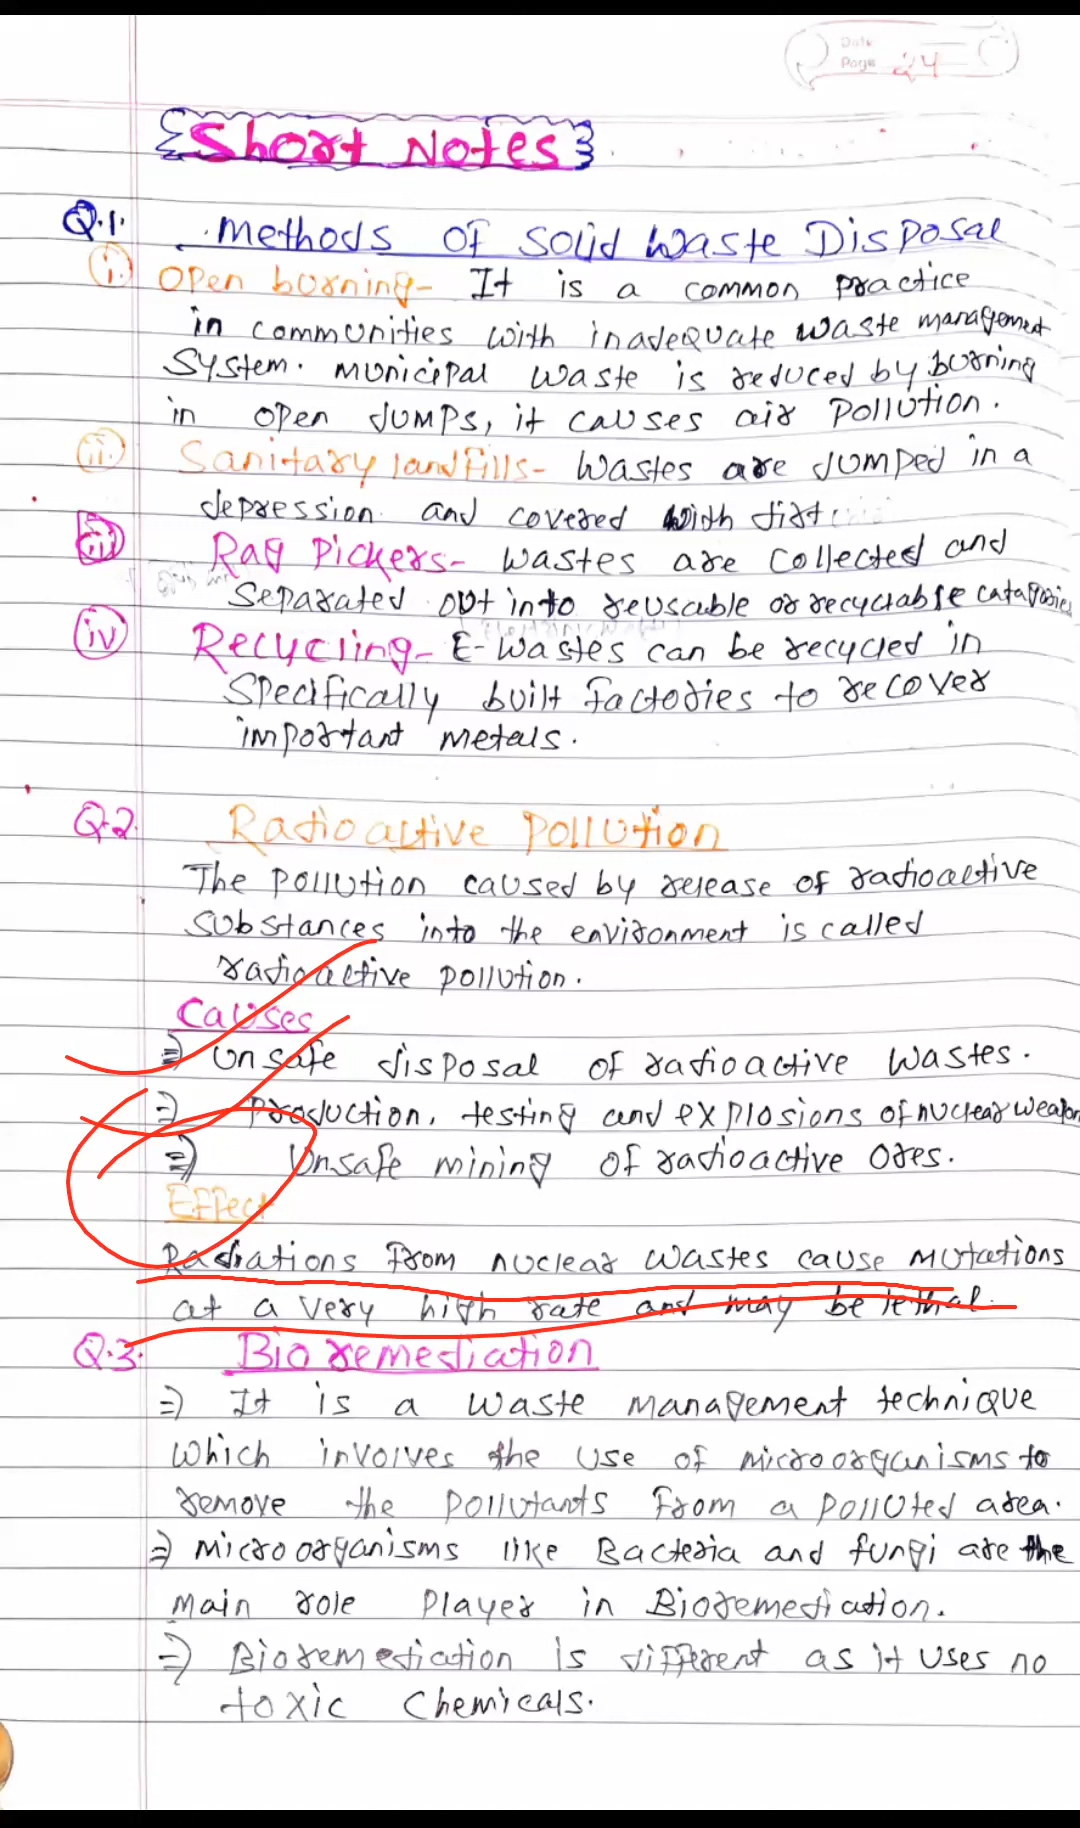 Date
Page 24
Short Notes
Q.1. Methods of Solid Waste Disposal
i. Open burning- It is a common practice
in communities with inadequate waste management
System. municipal waste is reduced by burning
in open dumps, it causes air pollution.
ii. Sanitary landfills- Wastes are dumped in a
depression and covered with dirt
iii Rag Pickers- Wastes are collected and
Separated out into reusable or recyclable catagories
iv Recycling- E-wastes can be recycled in
Specifically built factories to recover
important metals.
Q.2. Radioactive Pollution
The pollution caused by release of radioactive
substances into the environment is called
radioactive pollution.
Causes
⇒ Unsafe disposal of radioactive wastes.
⇒ Production, testing and explosions of nuclear weapon
⇒ Unsafe mining of radioactive ores.
Effect
Radiations from nuclear wastes cause mutations
at a very high rate and may be lethal.
Q.3. Bioremediation
⇒ It is a waste management technique
which involves the use of microorganisms to
remove the pollutants from a polluted area.
⇒ microorganisms like Bacteria and fungi are the
main role player in Bioremediation.
⇒ Bioremediation is different as it uses no
toxic chemicals.